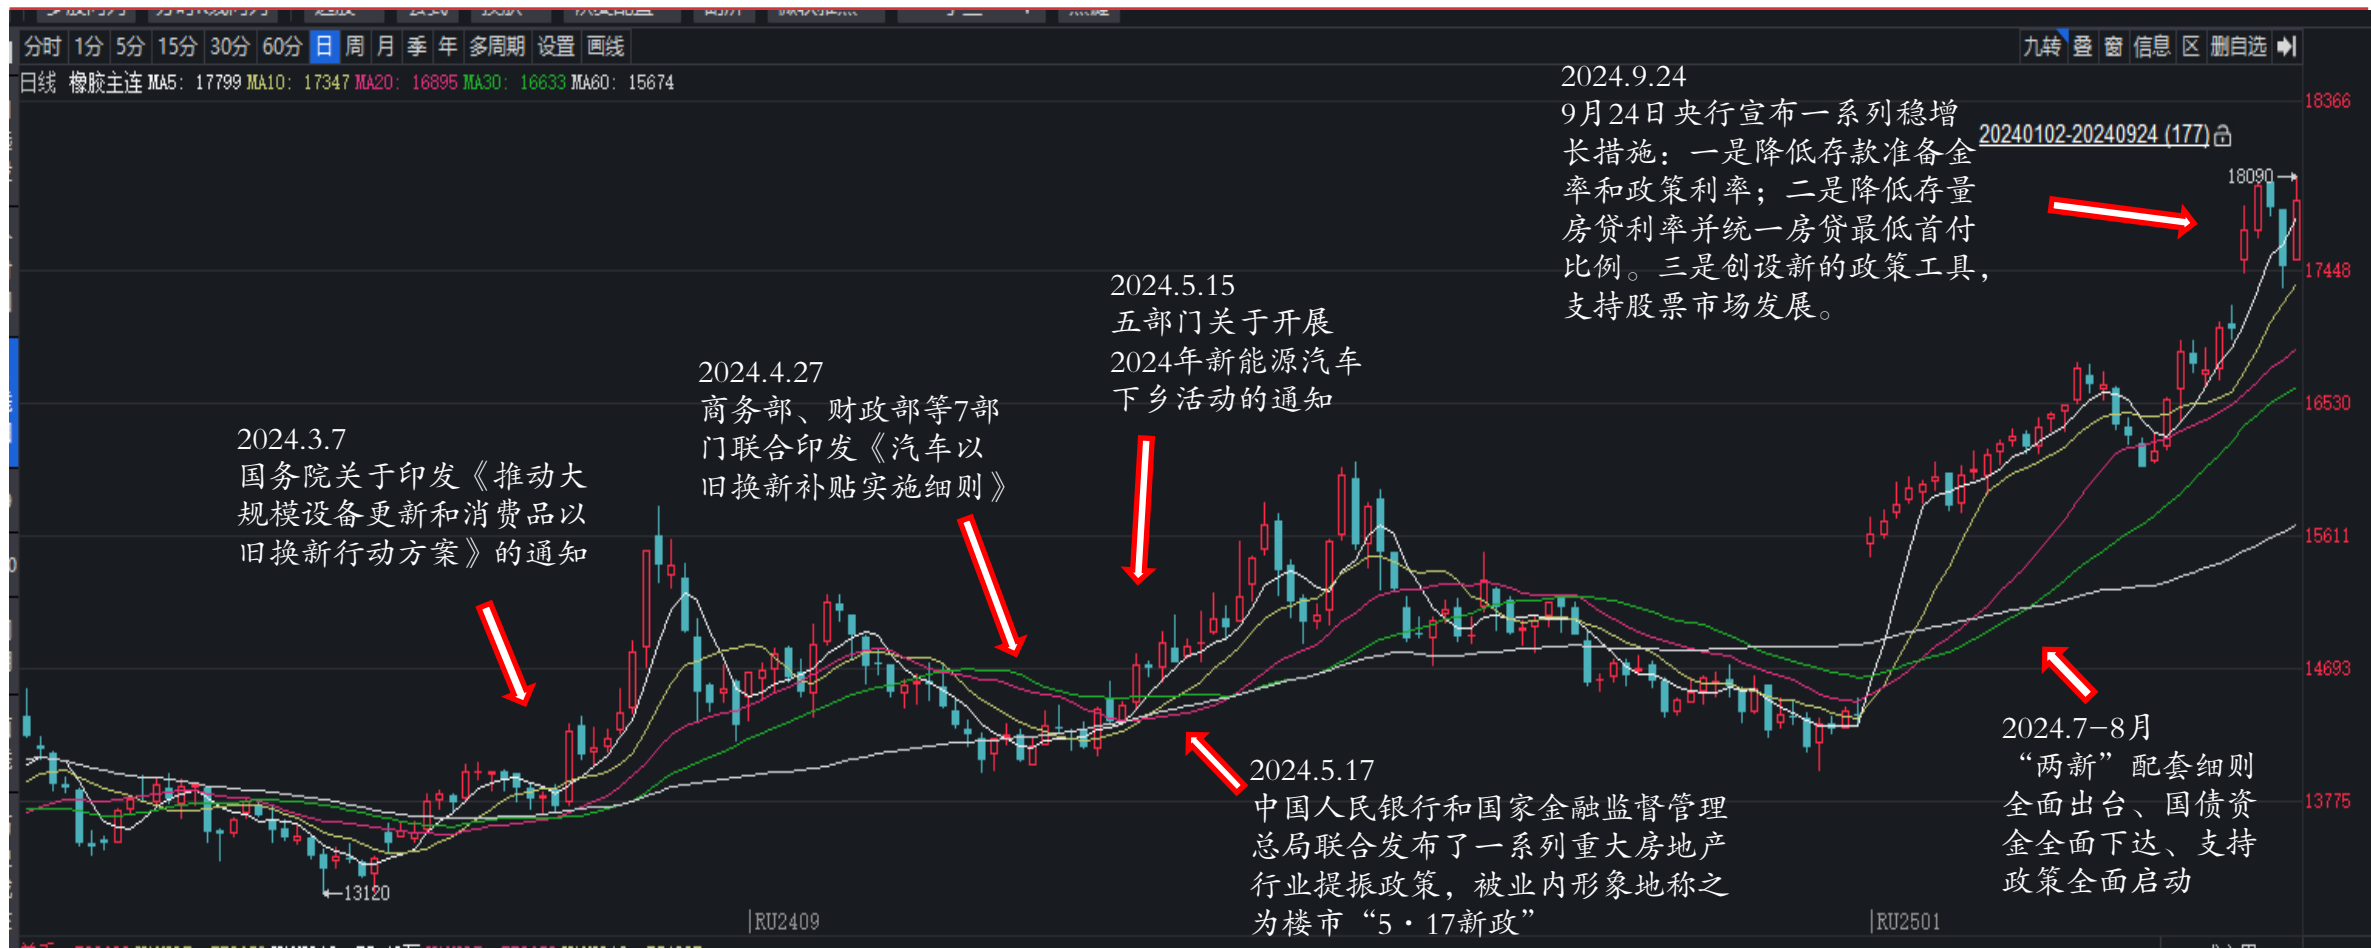 分时 1分 5分 15分 30分 60分 日 周 月 季 年 多周期 设置 画线
九转 叠 窗 信息 区 删自选
日线 橡胶主连 MA5: 17799 MA10: 17347 MA20: 16895 MA30: 16633 MA60: 15674
18366
20240102-20240924 (177)
18090
17448
16530
15611
14693
13775
2024.9.24
9月24日央行宣布一系列稳增
长措施：一是降低存款准备金
率和政策利率；二是降低存量
房贷利率并统一房贷最低首付
比例。三是创设新的政策工具，
支持股票市场发展。
2024.5.15
五部门关于开展
2024年新能源汽车
下乡活动的通知
2024.4.27
商务部、财政部等7部
门联合印发《汽车以
旧换新补贴实施细则》
2024.3.7
国务院关于印发《推动大
规模设备更新和消费品以
旧换新行动方案》的通知
2024.5.17
中国人民银行和国家金融监督管理
总局联合发布了一系列重大房地产
行业提振政策，被业内形象地称之
为楼市“5·17新政”
2024.7-8月
“两新”配套细则
全面出台、国债资
金全面下达、支持
政策全面启动
13120
RU2409
RU2501